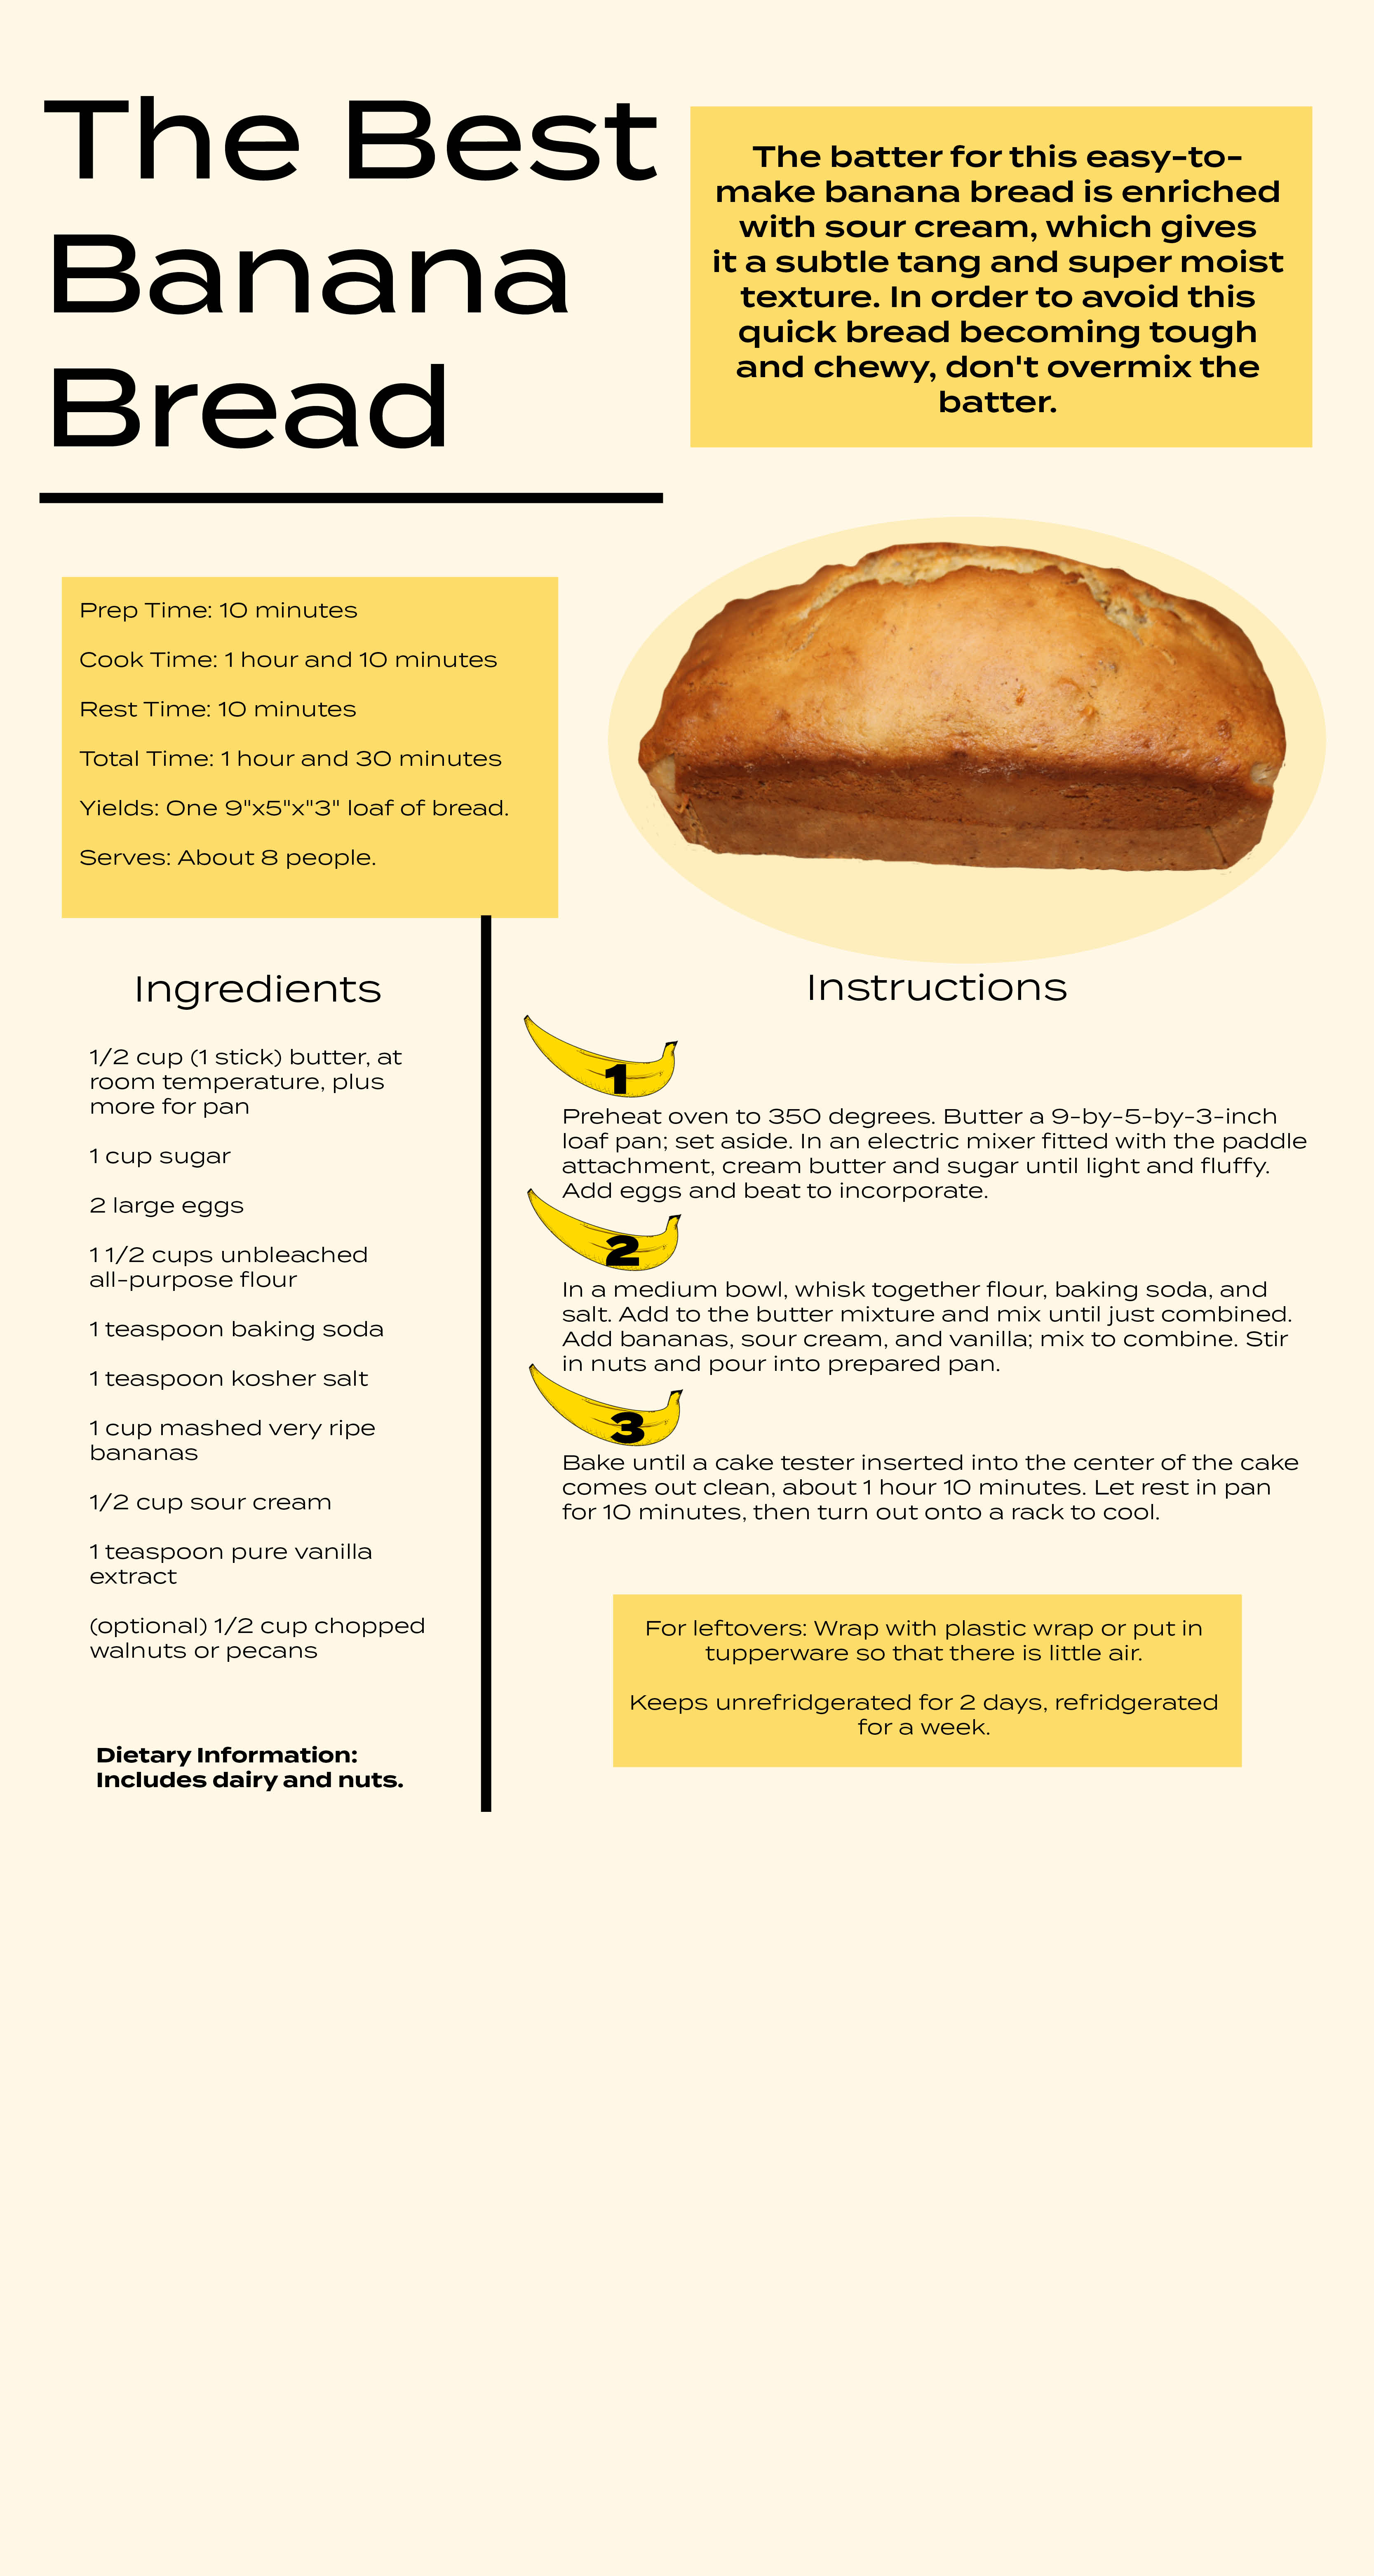 The Best
Banana
Bread
The batter for this easy-to-
make banana bread is enriched
with sour cream, which gives
it a subtle tang and super moist
texture. In order to avoid this
quick bread becoming tough
and chewy, don't overmix the
batter.
Prep Time: 10 minutes
Cook Time: 1 hour and 10 minutes
Rest Time: 10 minutes
Total Time: 1 hour and 30 minutes
Yields: One 9"x5"x"3" loaf of bread.
Serves: About 8 people.
Ingredients
1/2 cup (1 stick) butter, at
room temperature, plus
more for pan
1 cup sugar
2 large eggs
1 1/2 cups unbleached
all-purpose flour
1 teaspoon baking soda
1 teaspoon kosher salt
1 cup mashed very ripe
bananas
1/2 cup sour cream
1 teaspoon pure vanilla
extract
(optional) 1/2 cup chopped
walnuts or pecans
Dietary Information:
Includes dairy and nuts.
Instructions
1
Preheat oven to 350 degrees. Butter a 9-by-5-by-3-inch
loaf pan; set aside. In an electric mixer fitted with the paddle
attachment, cream butter and sugar until light and fluffy.
Add eggs and beat to incorporate.
2
In a medium bowl, whisk together flour, baking soda, and
salt. Add to the butter mixture and mix until just combined.
Add bananas, sour cream, and vanilla; mix to combine. Stir
in nuts and pour into prepared pan.
3
Bake until a cake tester inserted into the center of the cake
comes out clean, about 1 hour 10 minutes. Let rest in pan
for 10 minutes, then turn out onto a rack to cool.
For leftovers: Wrap with plastic wrap or put in
tupperware so that there is little air.
Keeps unrefridgerated for 2 days, refridgerated
for a week.